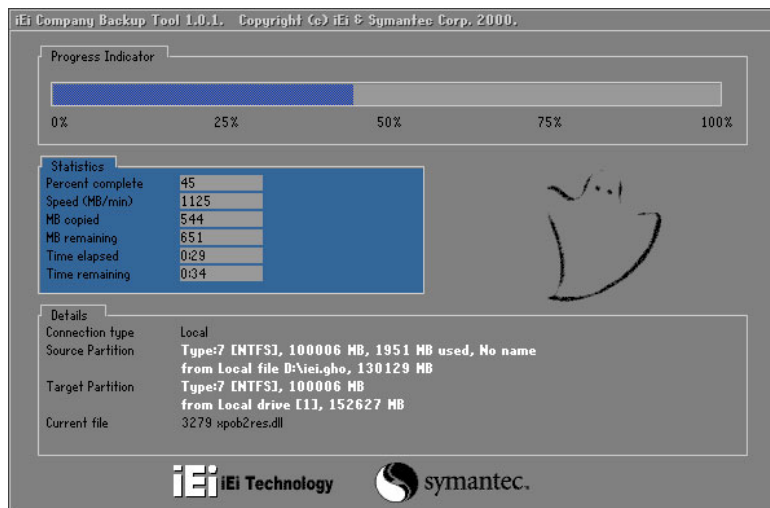 iEi Company Backup Tool 1.0.1. Copyright (c) iEi & Symantec Corp. 2000.
Progress Indicator
0% 25% 50% 75% 100%
Statistics
Percent complete 45
Speed (MB/min) 1125
MB copied 544
MB remaining 651
Time elapsed 0:29
Time remaining 0:34
Details
Connection type Local
Source Partition Type:7 [NTFS], 100006 MB, 1951 MB used, No name
from Local file D:\iei.gho, 130129 MB
Target Partition Type:7 [NTFS], 100006 MB
from Local drive [1], 152627 MB
Current file 3279 xpob2res.dll
iEi iEi Technology symantec.